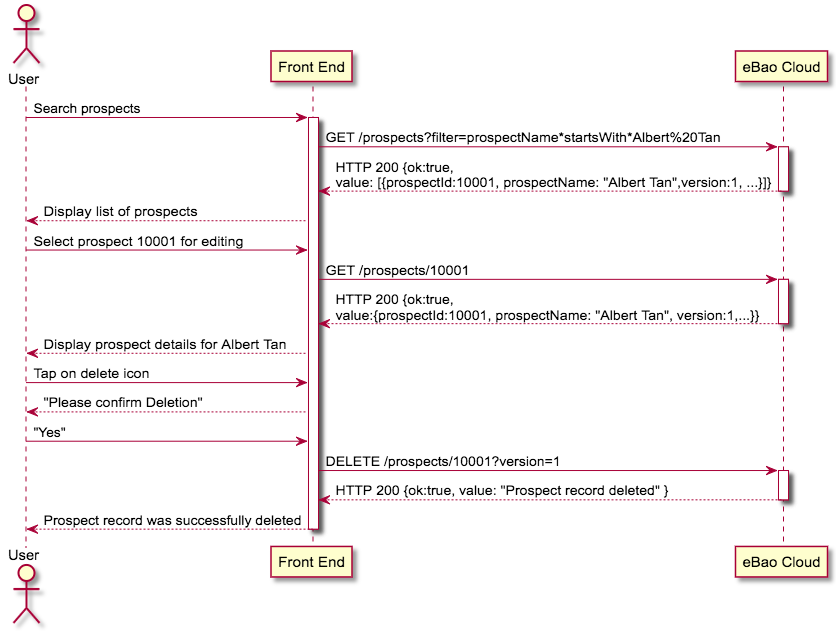 User
Front End
eBao Cloud
Search prospects
GET /prospects?filter=prospectName*startsWith*Albert%20Tan
HTTP 200 {ok:true,
value: [{prospectId:10001, prospectName: "Albert Tan",version:1, ...}]}
Display list of prospects
Select prospect 10001 for editing
GET /prospects/10001
HTTP 200 {ok:true,
value:{prospectId:10001, prospectName: "Albert Tan", version:1,...}}
Display prospect details for Albert Tan
Tap on delete icon
"Please confirm Deletion"
"Yes"
DELETE /prospects/10001?version=1
HTTP 200 {ok:true, value: "Prospect record deleted" }
Prospect record was successfully deleted
User
Front End
eBao Cloud